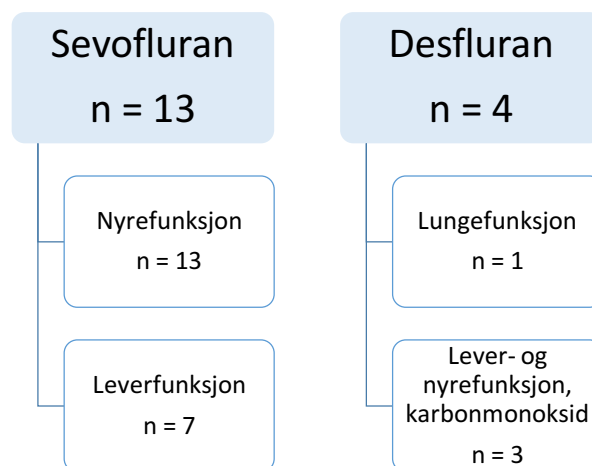 Sevofluran
n = 13
Nyrefunksjon
n = 13
Leverfunksjon
n = 7
Desfluran
n = 4
Lungefunksjon
n = 1
Lever- og
nyrefunksjon,
karbonmonoksid
n = 3